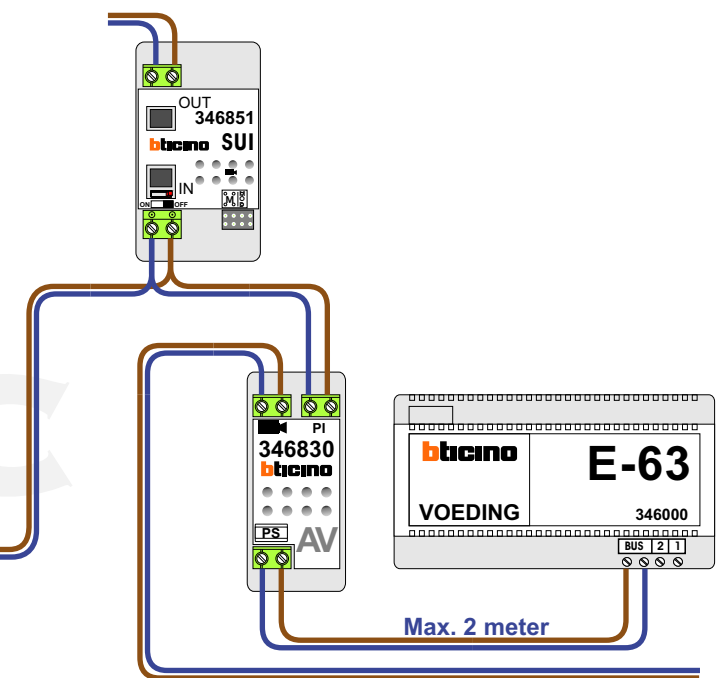 OUT
346851
bticino SUI
IN
ON OFF
M MOD
PI
346830
bticino
PS
AV
bticino
E-63
VOEDING
346000
BUS 2 1
Max. 2 meter